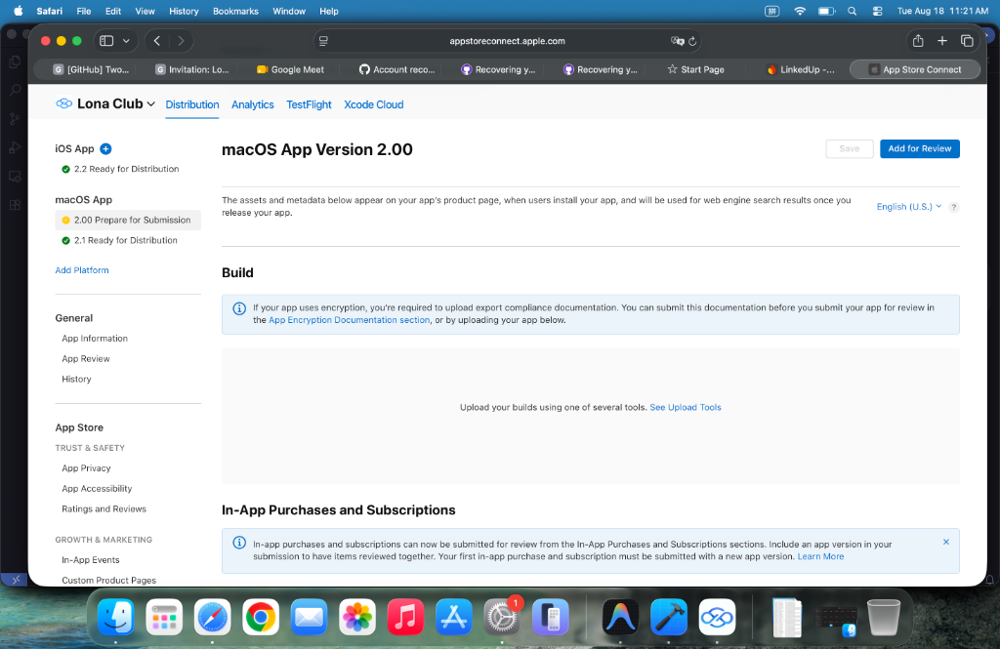 Safari File Edit View History Bookmarks Window Help Tue Aug 18 11:21 AM
appstoreconnect.apple.com
G [GitHub] Two... G Invitation: Lo... Google Meet Account reco... Recovering y... Recovering y... Start Page LinkedUp -... App Store Connect
Lona Club Distribution Analytics TestFlight Xcode Cloud
iOS App
2.2 Ready for Distribution
macOS App
2.00 Prepare for Submission
2.1 Ready for Distribution
Add Platform
General
App Information
App Review
History
App Store
TRUST & SAFETY
App Privacy
App Accessibility
Ratings and Reviews
GROWTH & MARKETING
In-App Events
Custom Product Pages
macOS App Version 2.00
Save Add for Review
The assets and metadata below appear on your app's product page, when users install your app, and will be used for web engine search results once you
release your app.
English (U.S.) ?
Build
If your app uses encryption, you're required to upload export compliance documentation. You can submit this documentation before you submit your app for review in
the App Encryption Documentation section, or by uploading your app below.
Upload your builds using one of several tools. See Upload Tools
In-App Purchases and Subscriptions
In-app purchases and subscriptions can now be submitted for review from the In-App Purchases and Subscriptions sections. Include an app version in your
submission to have items reviewed together. Your first in-app purchase and subscription must be submitted with a new app version. Learn More
1